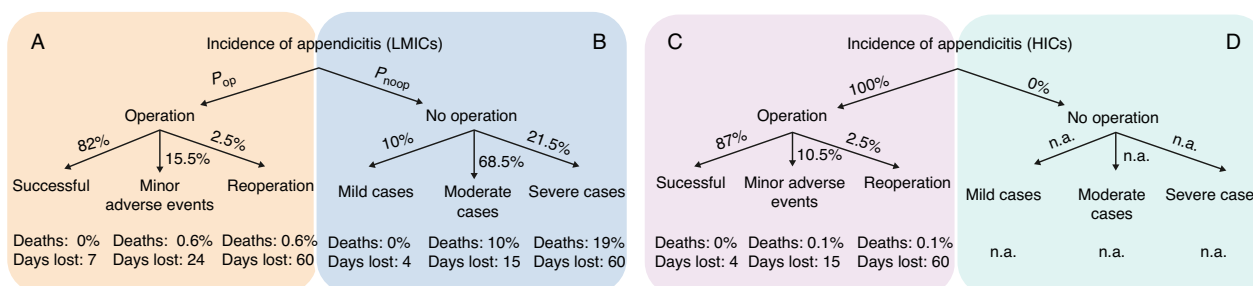 A
Incidence of appendicitis (LMICs)
B
P_op
P_noop
Operation
No operation
82%
15.5%
2.5%
10%
68.5%
21.5%
Successful
Minor
adverse events
Reoperation
Mild cases
Moderate
cases
Severe cases
Deaths: 0%
Days lost: 7
Deaths: 0.6%
Days lost: 24
Deaths: 0.6%
Days lost: 60
Deaths: 0%
Days lost: 4
Deaths: 10%
Days lost: 15
Deaths: 19%
Days lost: 60
C
Incidence of appendicitis (HICs)
D
100%
0%
Operation
No operation
87%
10.5%
2.5%
n.a.
n.a.
n.a.
Sucessful
Minor adverse
events
Reoperation
Mild cases
Moderate
cases
Severe case
Deaths: 0%
Days lost: 4
Deaths: 0.1%
Days lost: 15
Deaths: 0.1%
Days lost: 60
n.a.
n.a.
n.a.